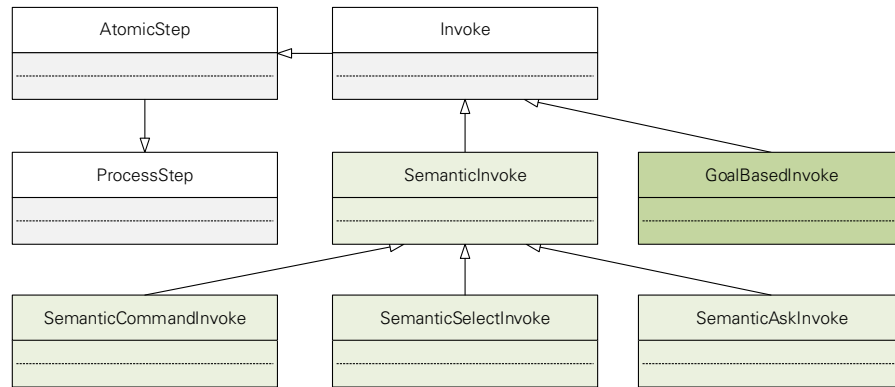 AtomicStep
Invoke
ProcessStep
SemanticInvoke
GoalBasedInvoke
SemanticCommandInvoke
SemanticSelectInvoke
SemanticAskInvoke